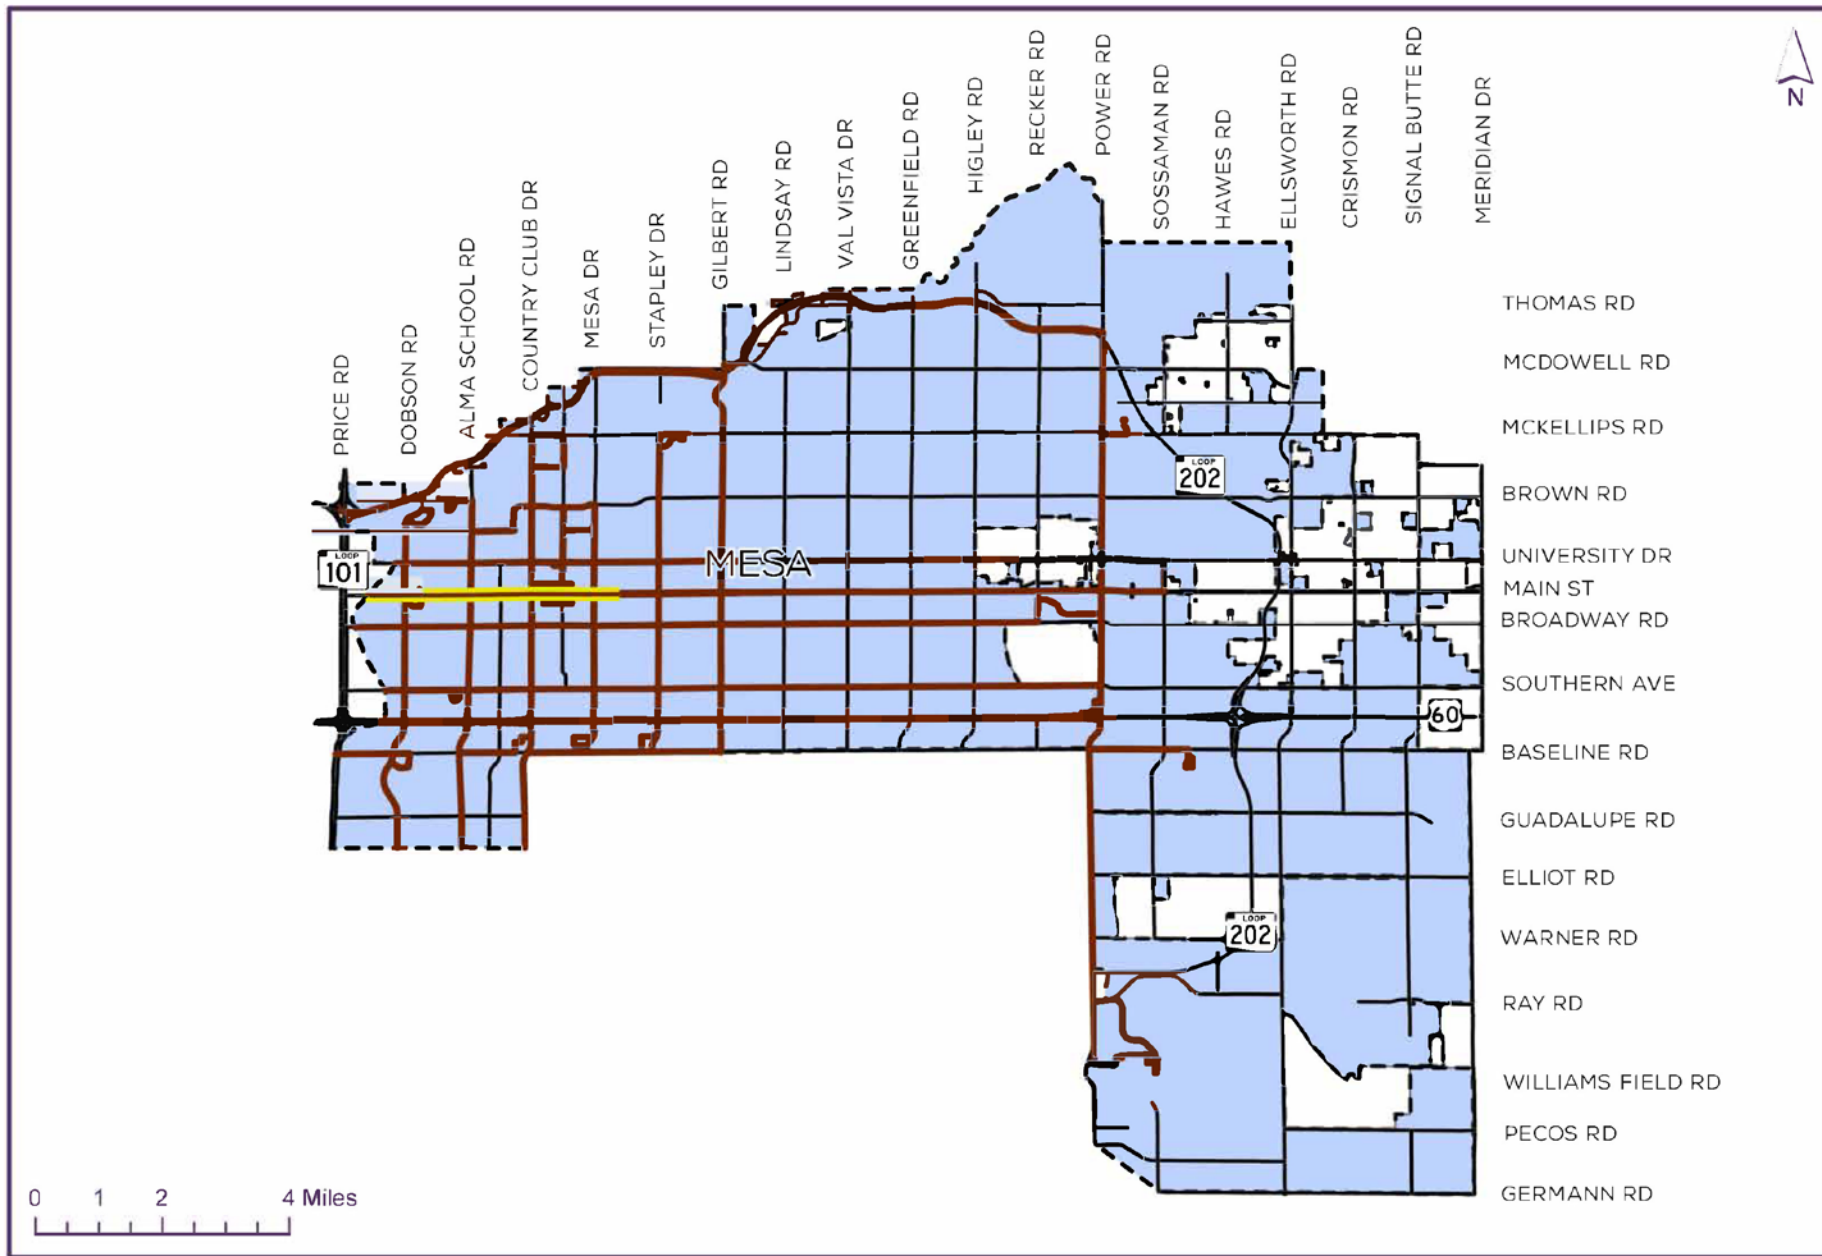 N
PRICE RD
DOBSON RD
ALMA SCHOOL RD
COUNTRY CLUB DR
MESA DR
STAPLEY DR
GILBERT RD
LINDSAY RD
VAL VISTA DR
GREENFIELD RD
HIGLEY RD
RECKER RD
POWER RD
SOSSAMAN RD
HAWES RD
ELLSWORTH RD
CRISMON RD
SIGNAL BUTTE RD
MERIDIAN DR
THOMAS RD
MCDOWELL RD
MCKELLIPS RD
LOOP
202
BROWN RD
UNIVERSITY DR
MESA
LOOP
101
MAIN ST
BROADWAY RD
SOUTHERN AVE
60
BASELINE RD
GUADALUPE RD
ELLIOT RD
LOOP
202
WARNER RD
RAY RD
WILLIAMS FIELD RD
PECOS RD
GERMANN RD
0 1 2 4 Miles